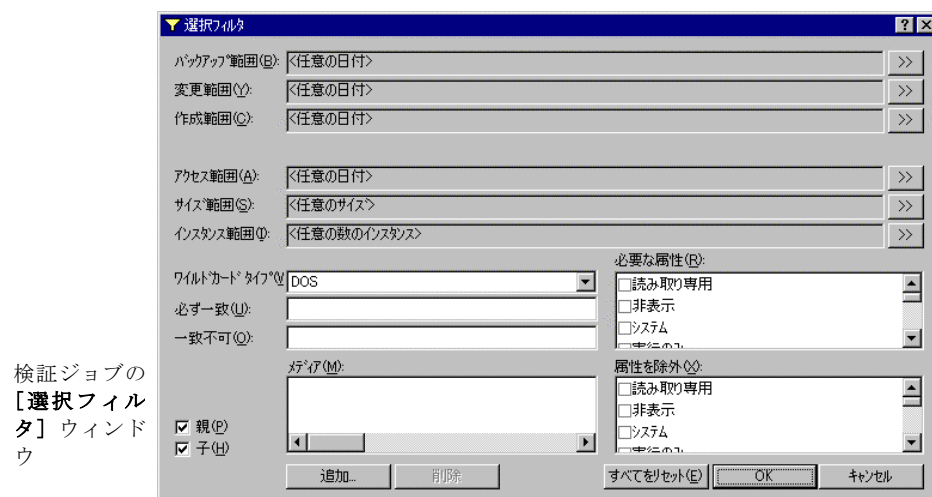 選択フィルタ
バックアップ範囲(B): <任意の日付> >>
変更範囲(Y): <任意の日付> >>
作成範囲(C): <任意の日付> >>
アクセス範囲(A): <任意の日付> >>
サイズ範囲(S): <任意のサイズ> >>
インスタンス範囲(I): <任意の数のインスタンス> >>
ワイルドカード タイプ(W DOS
必ず一致(U):
一致不可(O):
必要な属性(R):
読み取り専用
非表示
システム
実行のみ
メディア(M):
属性を除外(X):
読み取り専用
非表示
システム
実行のみ
親(P)
子(H)
追加... 削除 すべてをリセット(E) OK キャンセル
検証ジョブの
[選択フィル
タ] ウィンド
ウ